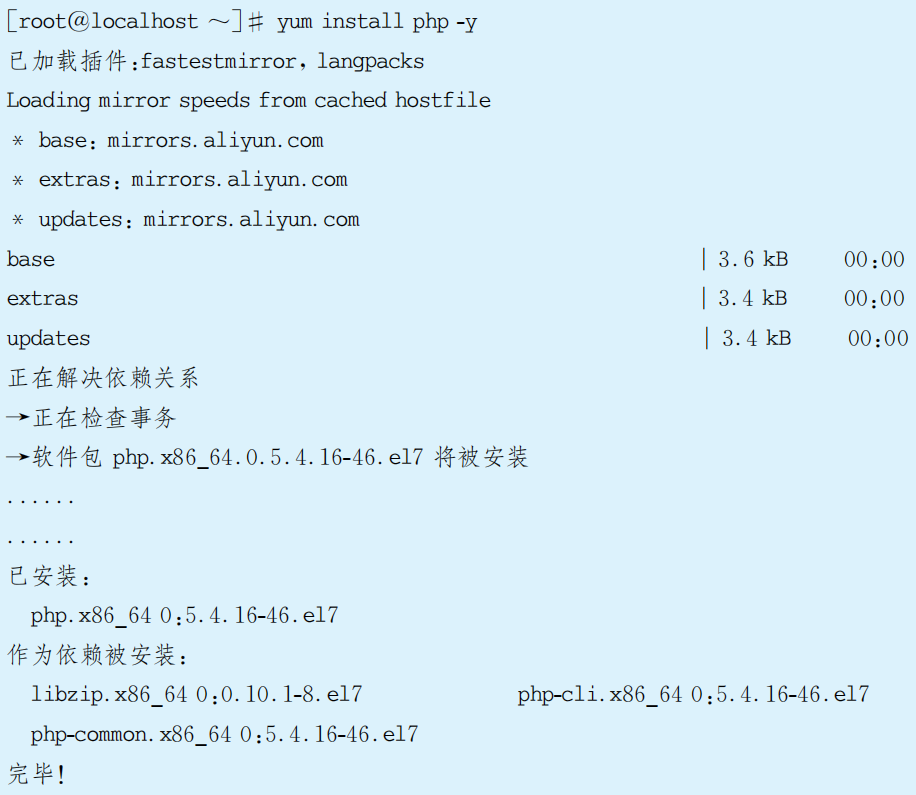 [root@localhost ～]# yum install php -y
已加载插件:fastestmirror, langpacks
Loading mirror speeds from cached hostfile
* base: mirrors.aliyun.com
* extras: mirrors.aliyun.com
* updates: mirrors.aliyun.com
base | 3.6 kB 00:00
extras | 3.4 kB 00:00
updates | 3.4 kB 00:00
正在解决依赖关系
→正在检查事务
→软件包 php.x86_64.0.5.4.16-46.el7 将被安装
......
......
已安装:
php.x86_64 0:5.4.16-46.el7
作为依赖被安装:
libzip.x86_64 0:0.10.1-8.el7 php-cli.x86_64 0:5.4.16-46.el7
php-common.x86_64 0:5.4.16-46.el7
完毕!